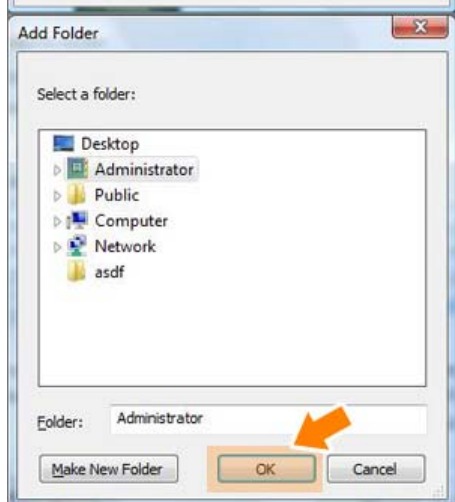 Add Folder
Select a folder:
Desktop
Administrator
Public
Computer
Network
asdf
Folder: Administrator
Make New Folder OK Cancel